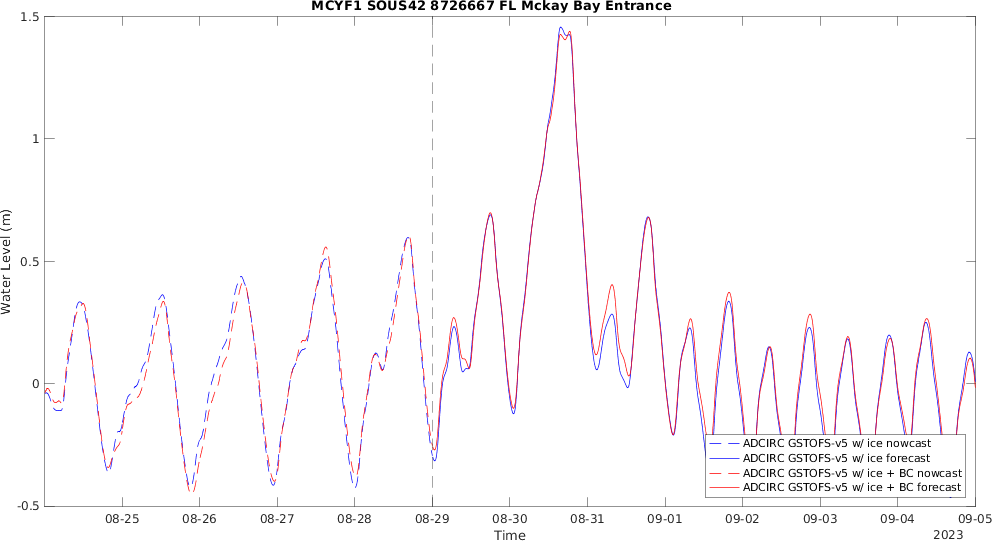 MCYF1 SOUS42 8726667 FL Mckay Bay Entrance
1.5
1
0.5
0
-0.5
Water Level (m)
08-25 08-26 08-27 08-28 08-29 08-30 08-31 09-01 09-02 09-03 09-04 09-05
Time
2023
ADCIRC GSTOFS-v5 w/ ice nowcast
ADCIRC GSTOFS-v5 w/ ice forecast
ADCIRC GSTOFS-v5 w/ ice + BC nowcast
ADCIRC GSTOFS-v5 w/ ice + BC forecast